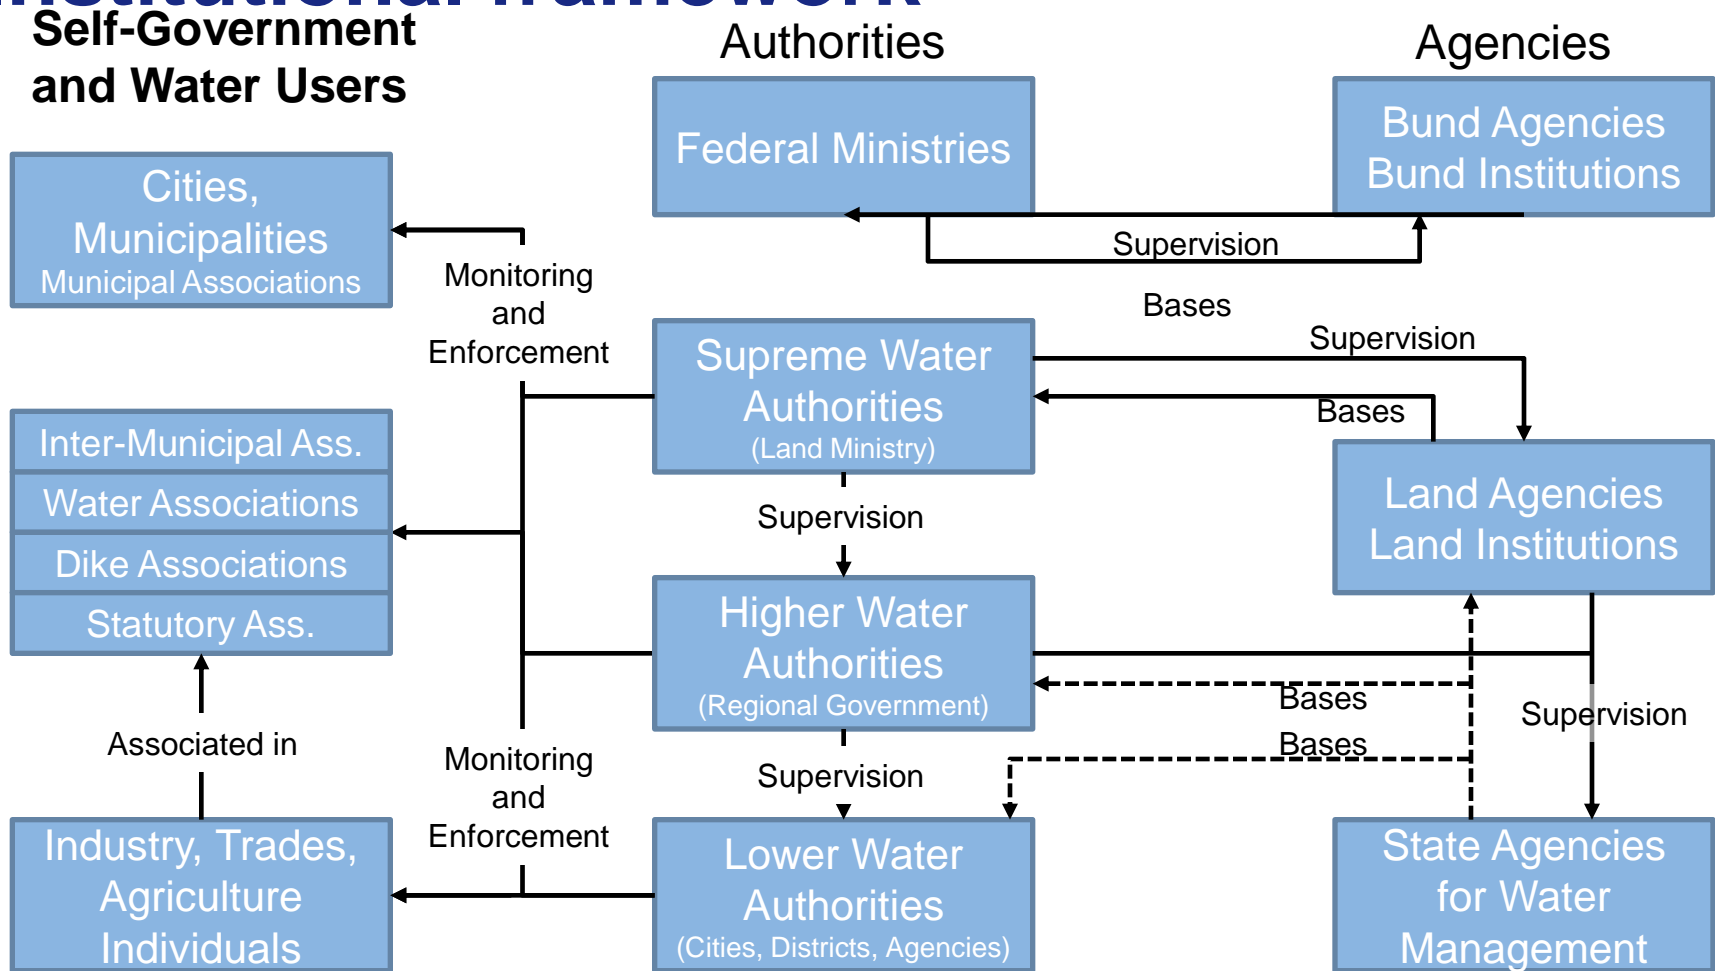 Institutional framework
Self-Government
and Water Users
Authorities
Agencies
Federal Ministries
Bund Agencies
Bund Institutions
Cities,
Municipalities
Municipal Associations
Supervision
Monitoring
and
Enforcement
Bases
Supervision
Supreme Water
Authorities
(Land Ministry)
Bases
Inter-Municipal Ass.
Water Associations
Dike Associations
Statutory Ass.
Supervision
Land Agencies
Land Institutions
Higher Water
Authorities
(Regional Government)
Bases
Supervision
Bases
Associated in
Monitoring
and
Enforcement
Supervision
Industry, Trades,
Agriculture
Individuals
Lower Water
Authorities
(Cities, Districts, Agencies)
State Agencies
for Water
Management